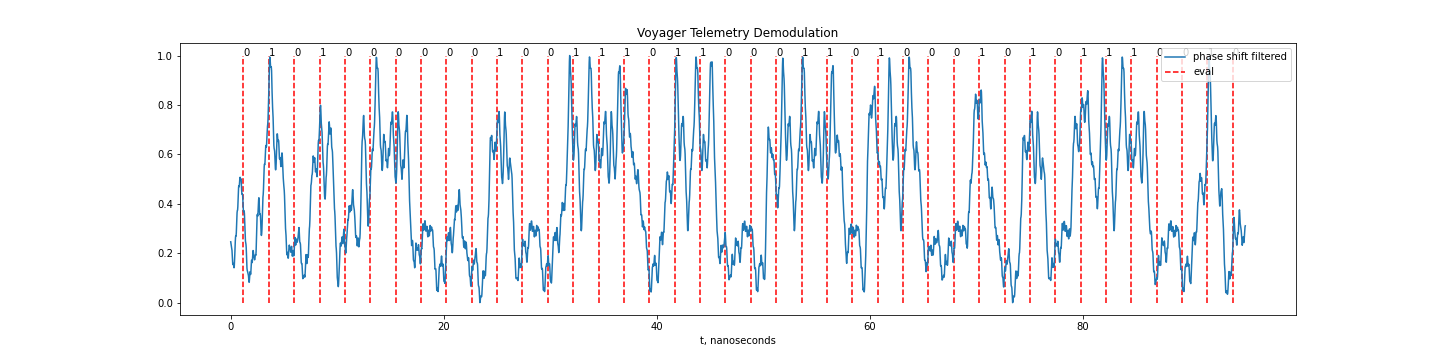 Voyager Telemetry Demodulation
0 1 0 1 0 0 0 0 0 0 1 0 0 1 1 1 0 1 1 0 0 0 1 1 0 1 0 0 0 1 0 1 0 1 1 1 0 0 1
phase shift filtered
eval
1.0
0.8
0.6
0.4
0.2
0.0
0 20 40 60 80
t, nanoseconds